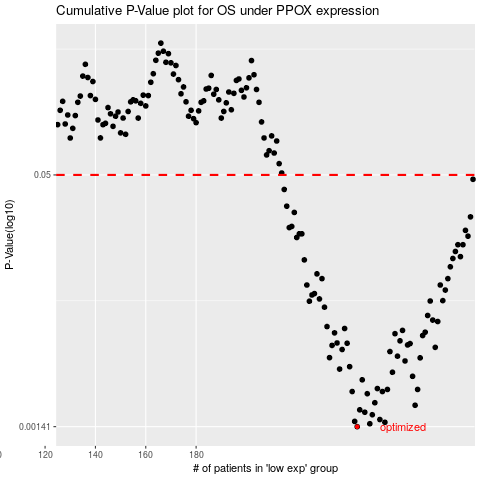 Cumulative P-Value plot for OS under PPOX expression
P-Value(log10)
0.05
0.00141
optimized
0 120 140 160 180
# of patients in 'low exp' group